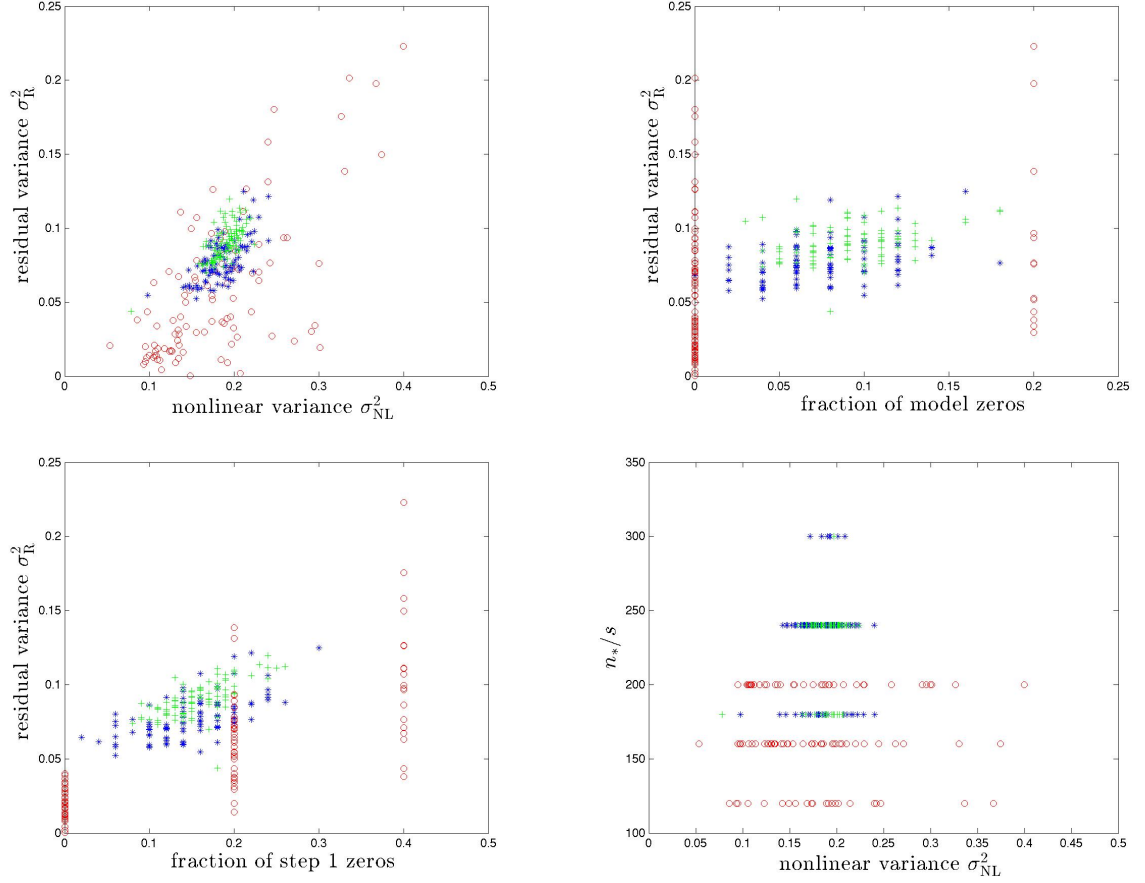 0.25
0.2
0.15
0.1
0.05
0
residual variance σ²_R
0 0.1 0.2 0.3 0.4 0.5
nonlinear variance σ²_NL
0.25
0.2
0.15
0.1
0.05
0
residual variance σ²_R
0 0.05 0.1 0.15 0.2 0.25
fraction of model zeros
0.25
0.2
0.15
0.1
0.05
0
residual variance σ²_R
0 0.1 0.2 0.3 0.4 0.5
fraction of step 1 zeros
350
300
250
200
150
100
n_*/s
0 0.05 0.1 0.15 0.2 0.25 0.3 0.35 0.4 0.45 0.5
nonlinear variance σ²_NL